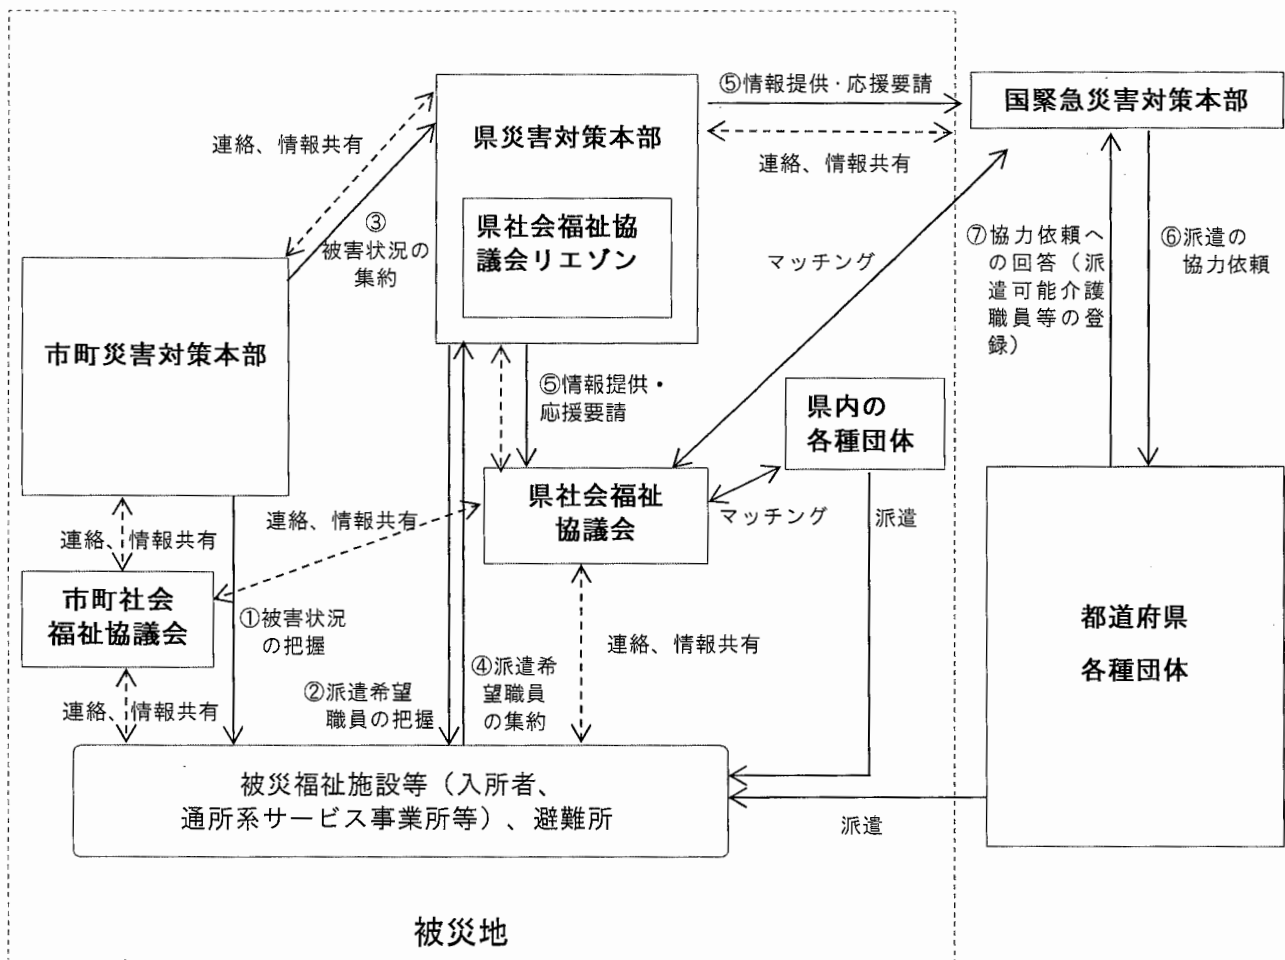 ⑤情報提供・応援要請
国緊急災害対策本部
連絡、情報共有
県災害対策本部
連絡、情報共有
県社会福祉協
議会リエゾン
③
被害状況の
集約
マッチング
⑦協力依頼へ
の回答（派
遣可能介護
職員等の登
録）
⑥派遣の
協力依頼
市町災害対策本部
⑤情報提供・
応援要請
県内の
各種団体
県社会福祉
協議会
マッチング
派遣
連絡、情報共有
連絡、情報共有
市町社会
福祉協議会
①被害状況
の把握
都道府県
各種団体
連絡、情報共有
④派遣希
望職員
の集約
②派遣希望
職員の把握
連絡、情報共有
被災福祉施設等（入所者、
通所系サービス事業所等）、避難所
派遣
被災地